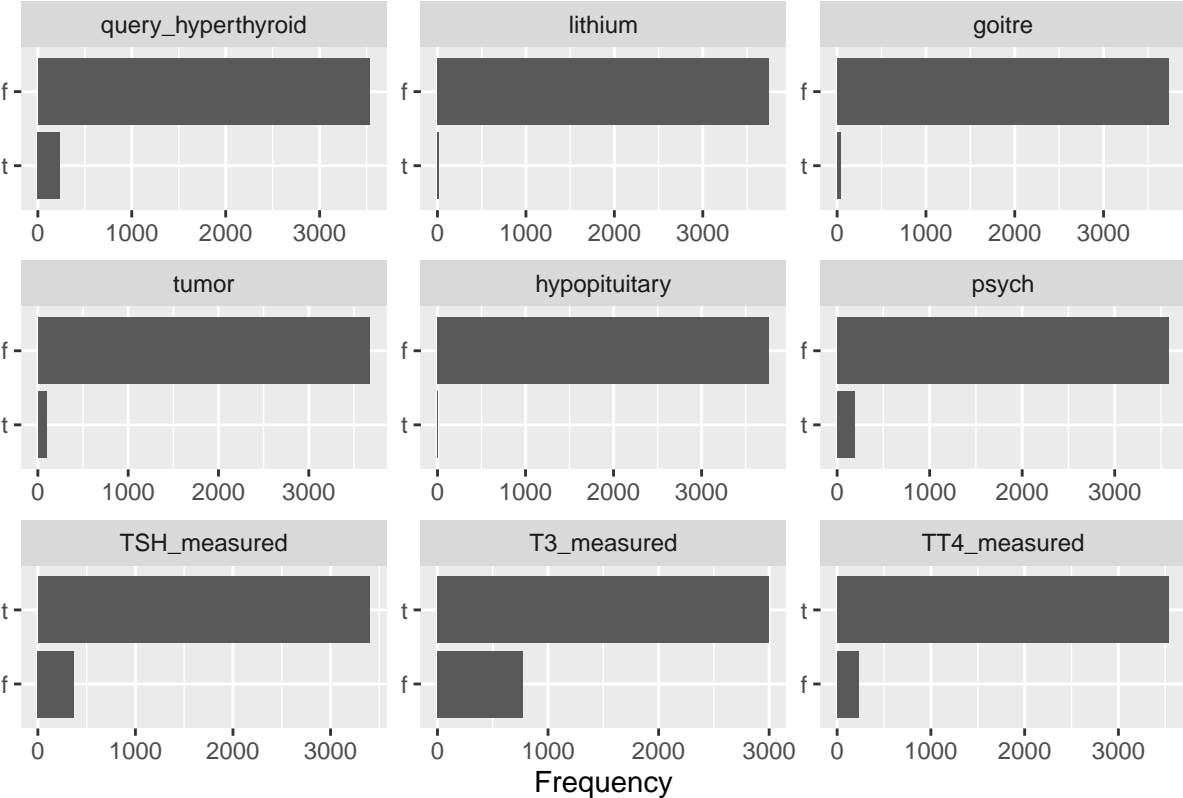 query_hyperthyroid lithium goitre
f f f
t t t
0 1000 2000 3000 0 1000 2000 3000 0 1000 2000 3000
tumor hypopituitary psych
f f f
t t t
0 1000 2000 3000 0 1000 2000 3000 0 1000 2000 3000
TSH_measured T3_measured TT4_measured
t t t
f f f
0 1000 2000 3000 0 1000 2000 3000 0 1000 2000 3000
Frequency